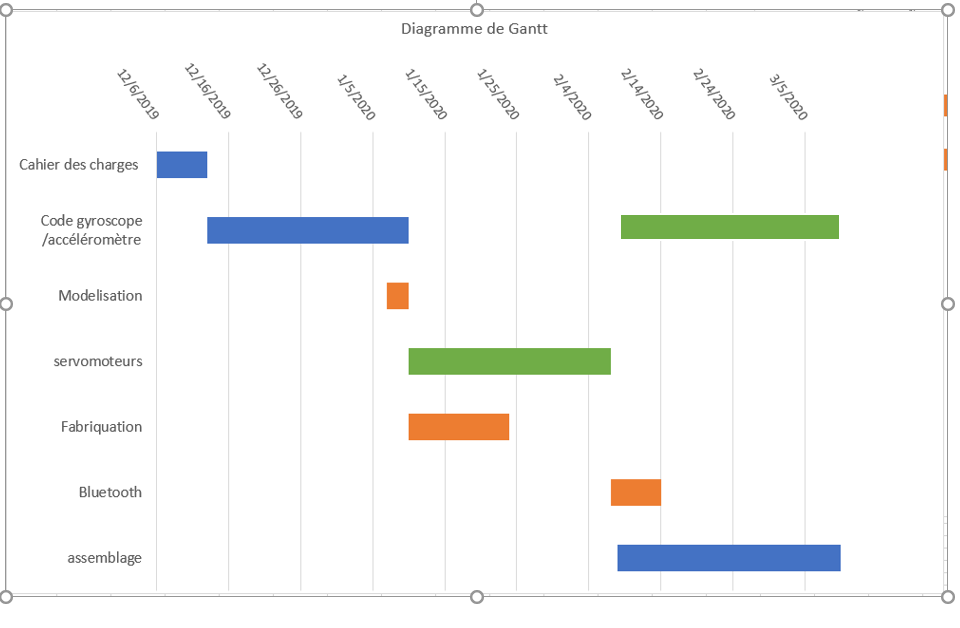 Diagramme de Gantt
12/6/2019
12/16/2019
12/26/2019
1/5/2020
1/15/2020
1/25/2020
2/4/2020
2/14/2020
2/24/2020
3/5/2020
Cahier des charges
Code gyroscope
/accéléromètre
Modelisation
servomoteurs
Fabriquation
Bluetooth
assemblage